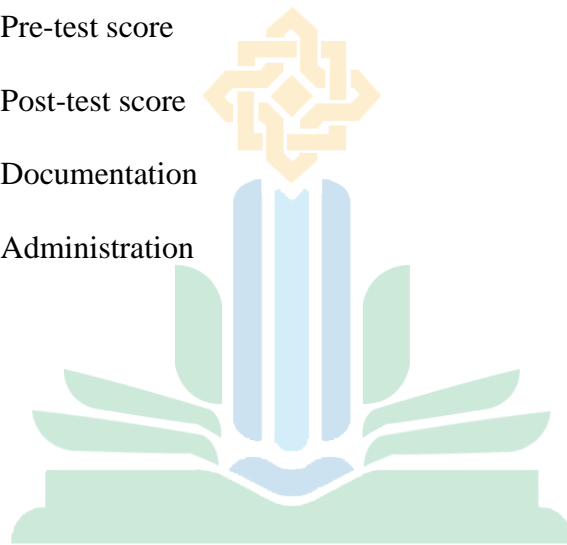 Pre-test score
Post-test score
Documentation
Administration